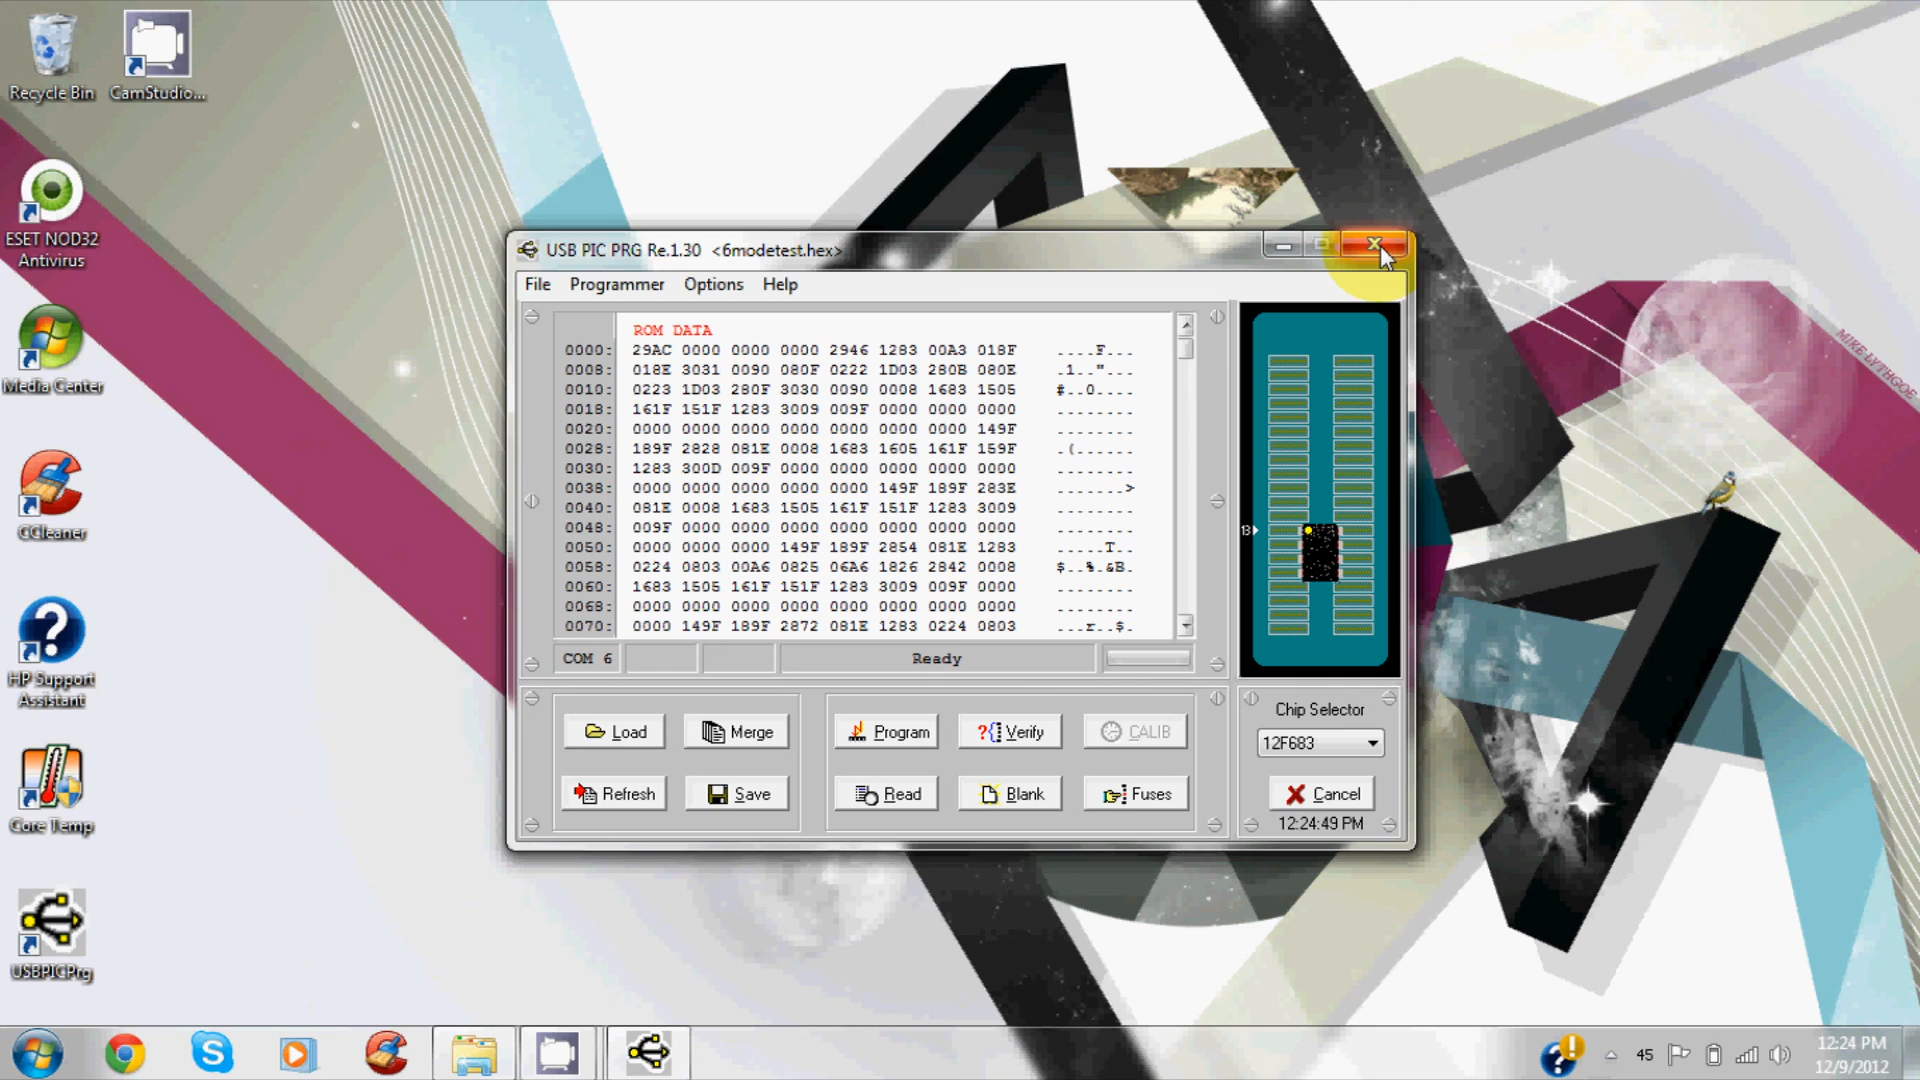 Recycle Bin
CamStudio...
ESET NOD32
Antivirus
Media Center
CCleaner
HP Support
Assistant
Core Temp
USBPICPrg
MIKE LYTHGOE
USB PIC PRG Re.1.30 <6modetest.hex>
File Programmer Options Help
ROM DATA
0000: 29AC 0000 0000 0000 2946 1283 00A3 018F ....F...
0008: 018E 3031 0090 080F 0222 1D03 280B 080E .1.."...
0010: 0223 1D03 280F 3030 0090 0008 1683 1505 #..0....
0018: 161F 151F 1283 3009 009F 0000 0000 0000 ........
0020: 0000 0000 0000 0000 0000 0000 0000 149F ........
0028: 189F 2828 081E 0008 1683 1605 161F 159F .(......
0030: 1283 300D 009F 0000 0000 0000 0000 0000 ........
0038: 0000 0000 0000 0000 0000 149F 189F 283E .......>
0040: 081E 0008 1683 1505 161F 151F 1283 3009 ........
0048: 009F 0000 0000 0000 0000 0000 0000 0000 ........
0050: 0000 0000 0000 149F 189F 2854 081E 1283 .....T..
0058: 0224 0803 00A6 0825 06A6 1826 2842 0008 $..%.&B.
0060: 1683 1505 161F 151F 1283 3009 009F 0000 ........
0068: 0000 0000 0000 0000 0000 0000 0000 0000 ........
0070: 0000 149F 189F 2872 081E 1283 0224 0803 ...r..$.
13
COM 6 Ready
Load Merge Program Verify CALIB
Refresh Save Read Blank Fuses
Chip Selector
12F683
Cancel
12:24:49 PM
45
12:24 PM
12/9/2012